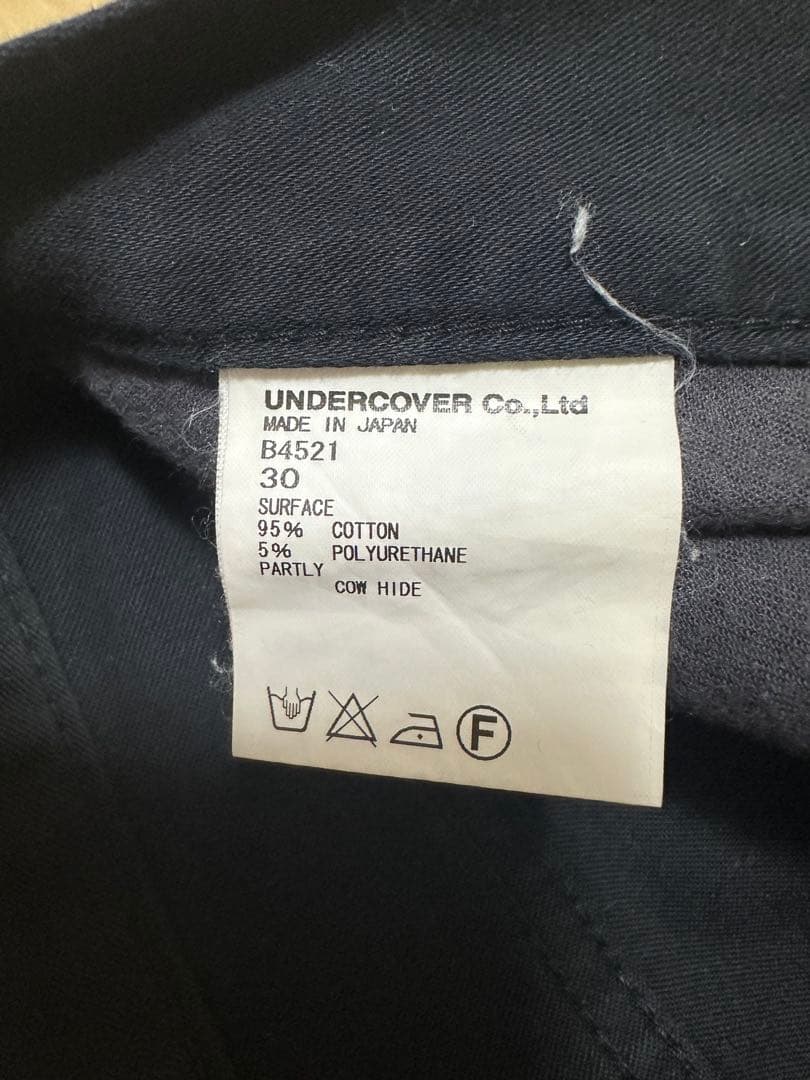 UNDERCOVER Co.,Ltd
MADE IN JAPAN
B4521
30
SURFACE
95% COTTON
5% POLYURETHANE
PARTLY
COW HIDE
F